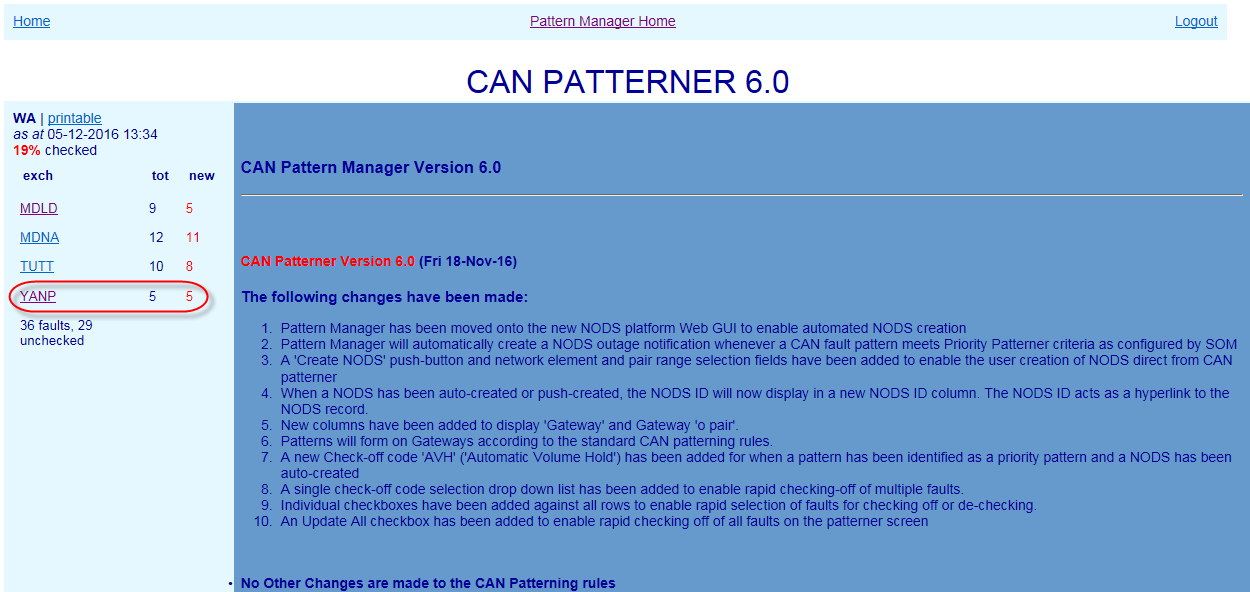 Home Pattern Manager Home Logout
CAN PATTERNER 6.0
WA | printable
as at 05-12-2016 13:34
19% checked
exch tot new
MDLD 9 5
MDNA 12 11
TUTT 10 8
YANP 5 5
36 faults, 29
unchecked
CAN Pattern Manager Version 6.0
CAN Patterner Version 6.0 (Fri 18-Nov-16)
The following changes have been made:
1. Pattern Manager has been moved onto the new NODS platform Web GUI to enable automated NODS creation
2. Pattern Manager will automatically create a NODS outage notification whenever a CAN fault pattern meets Priority Patterner criteria as configured by SOM
3. A 'Create NODS' push-button and network element and pair range selection fields have been added to enable the user creation of NODS direct from CAN
patterner
4. When a NODS has been auto-created or push-created, the NODS ID will now display in a new NODS ID column. The NODS ID acts as a hyperlink to the
NODS record.
5. New columns have been added to display 'Gateway' and Gateway 'o pair'.
6. Patterns will form on Gateways according to the standard CAN patterning rules.
7. A new Check-off code 'AVH' ('Automatic Volume Hold') has been added for when a pattern has been identified as a priority pattern and a NODS has been
auto-created
8. A single check-off code selection drop down list has been added to enable rapid checking-off of multiple faults.
9. Individual checkboxes have been added against all rows to enable rapid selection of faults for checking off or de-checking.
10. An Update All checkbox has been added to enable rapid checking off of all faults on the patterner screen
• No Other Changes are made to the CAN Patterning rules